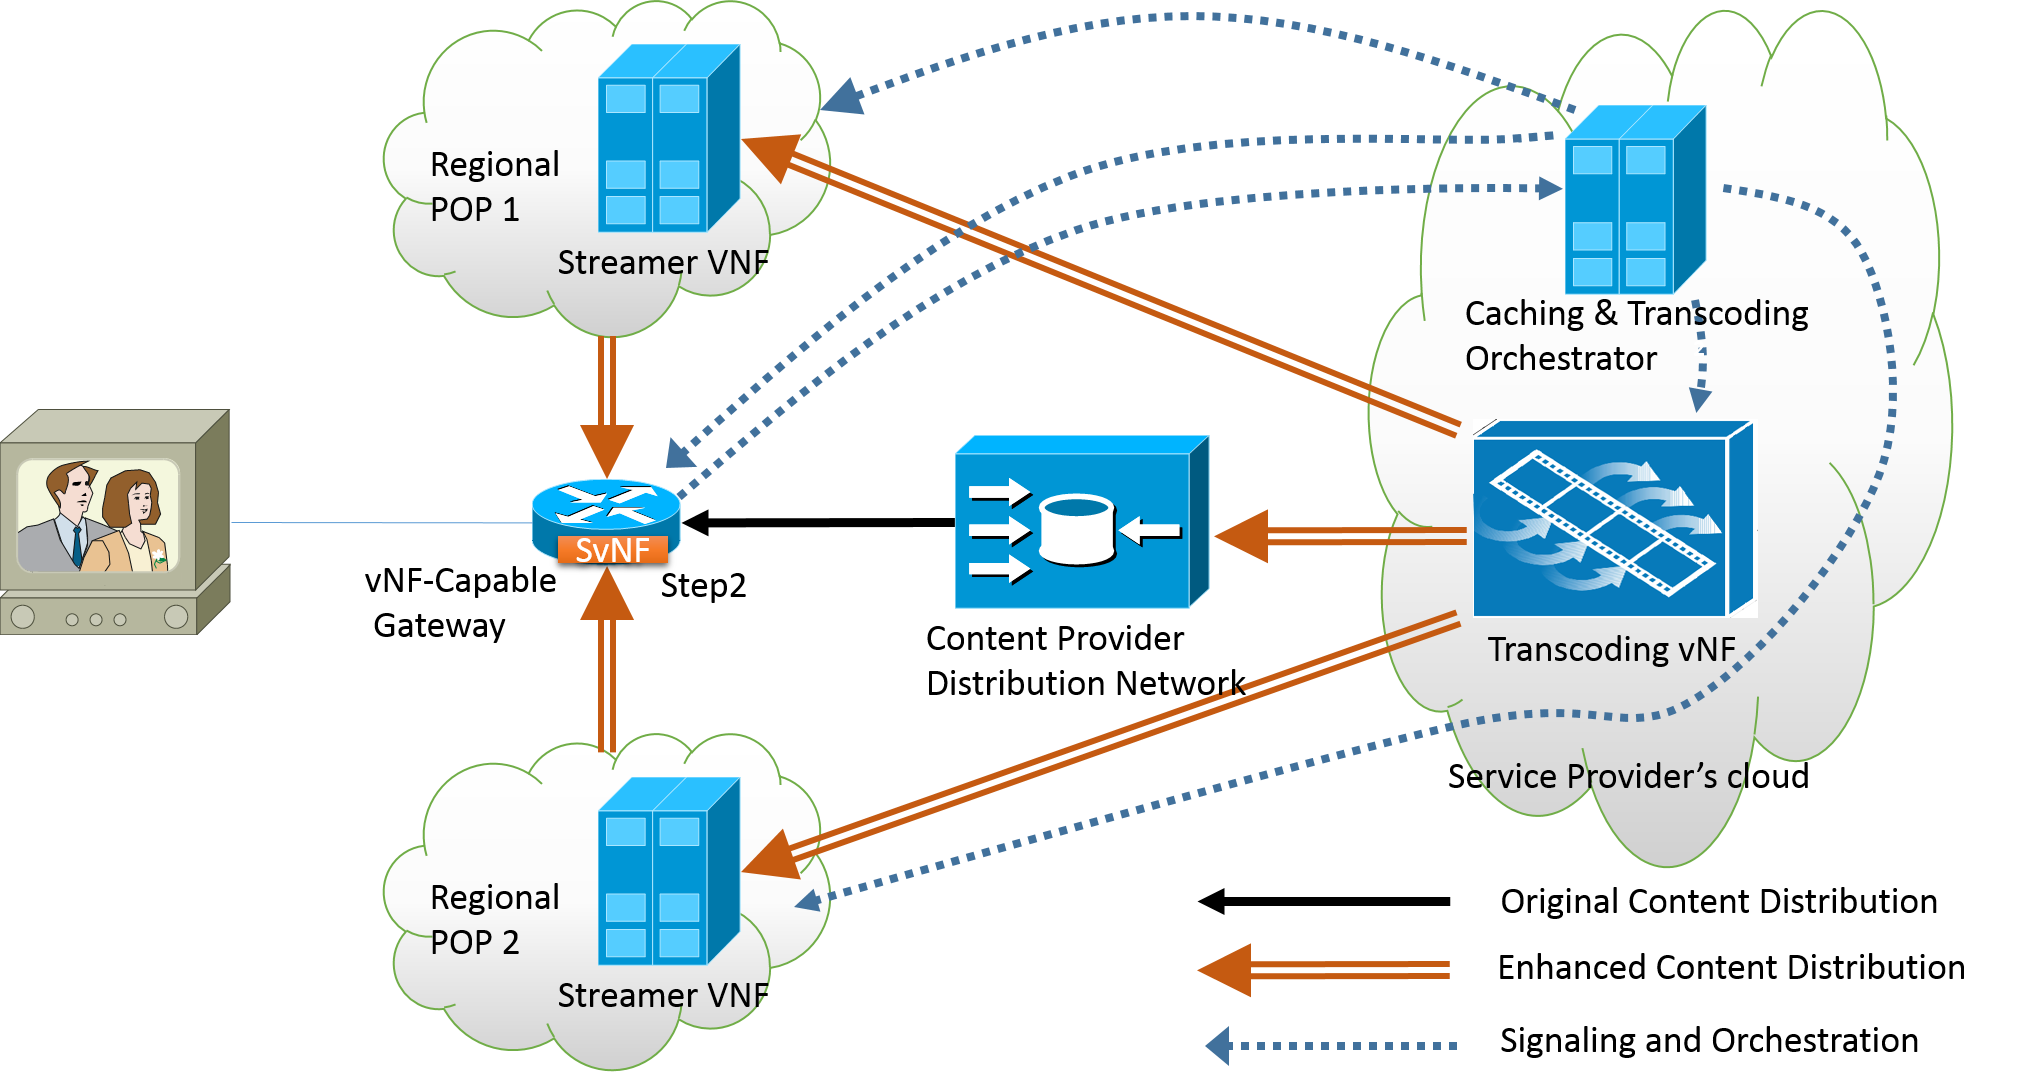 Regional
POP 1
Streamer VNF
Caching & Transcoding
Orchestrator
SvNF
vNF-Capable
Gateway
Step2
Content Provider
Distribution Network
Transcoding vNF
Service Provider’s cloud
Regional
POP 2
Streamer VNF
Original Content Distribution
Enhanced Content Distribution
Signaling and Orchestration